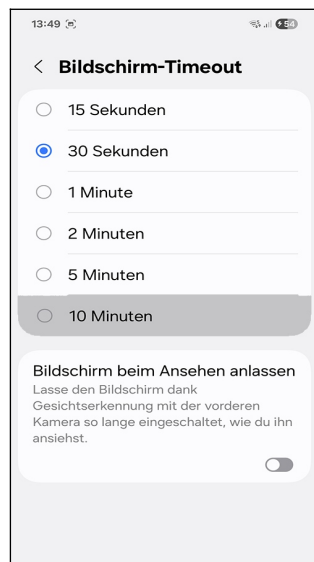 13:49
54
Bildschirm-Timeout
15 Sekunden
30 Sekunden
1 Minute
2 Minuten
5 Minuten
10 Minuten
Bildschirm beim Ansehen anlassen
Lasse den Bildschirm dank
Gesichtserkennung mit der vorderen
Kamera so lange eingeschaltet, wie du ihn
ansiehst.